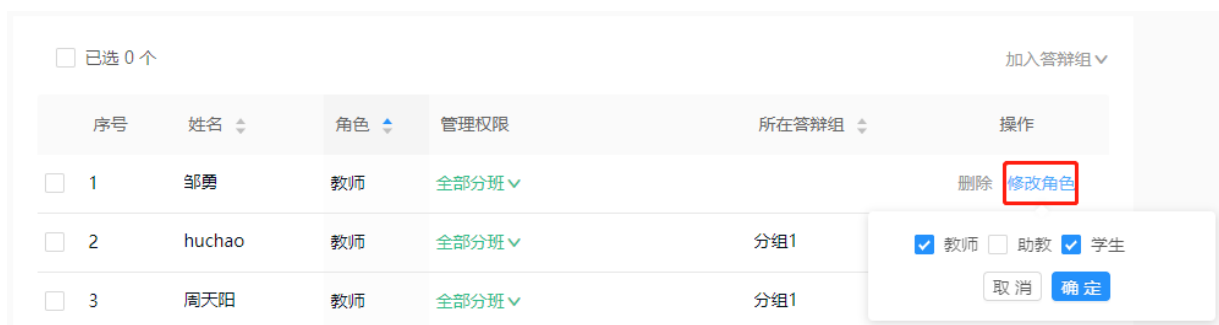 已选 0 个 加入答辩组
序号 姓名 角色 管理权限 所在答辩组 操作
1 邹勇 教师 全部分班 删除 修改角色
2 huchao 教师 全部分班 分组1
教师 助教 学生
取 消 确 定
3 周天阳 教师 全部分班 分组1